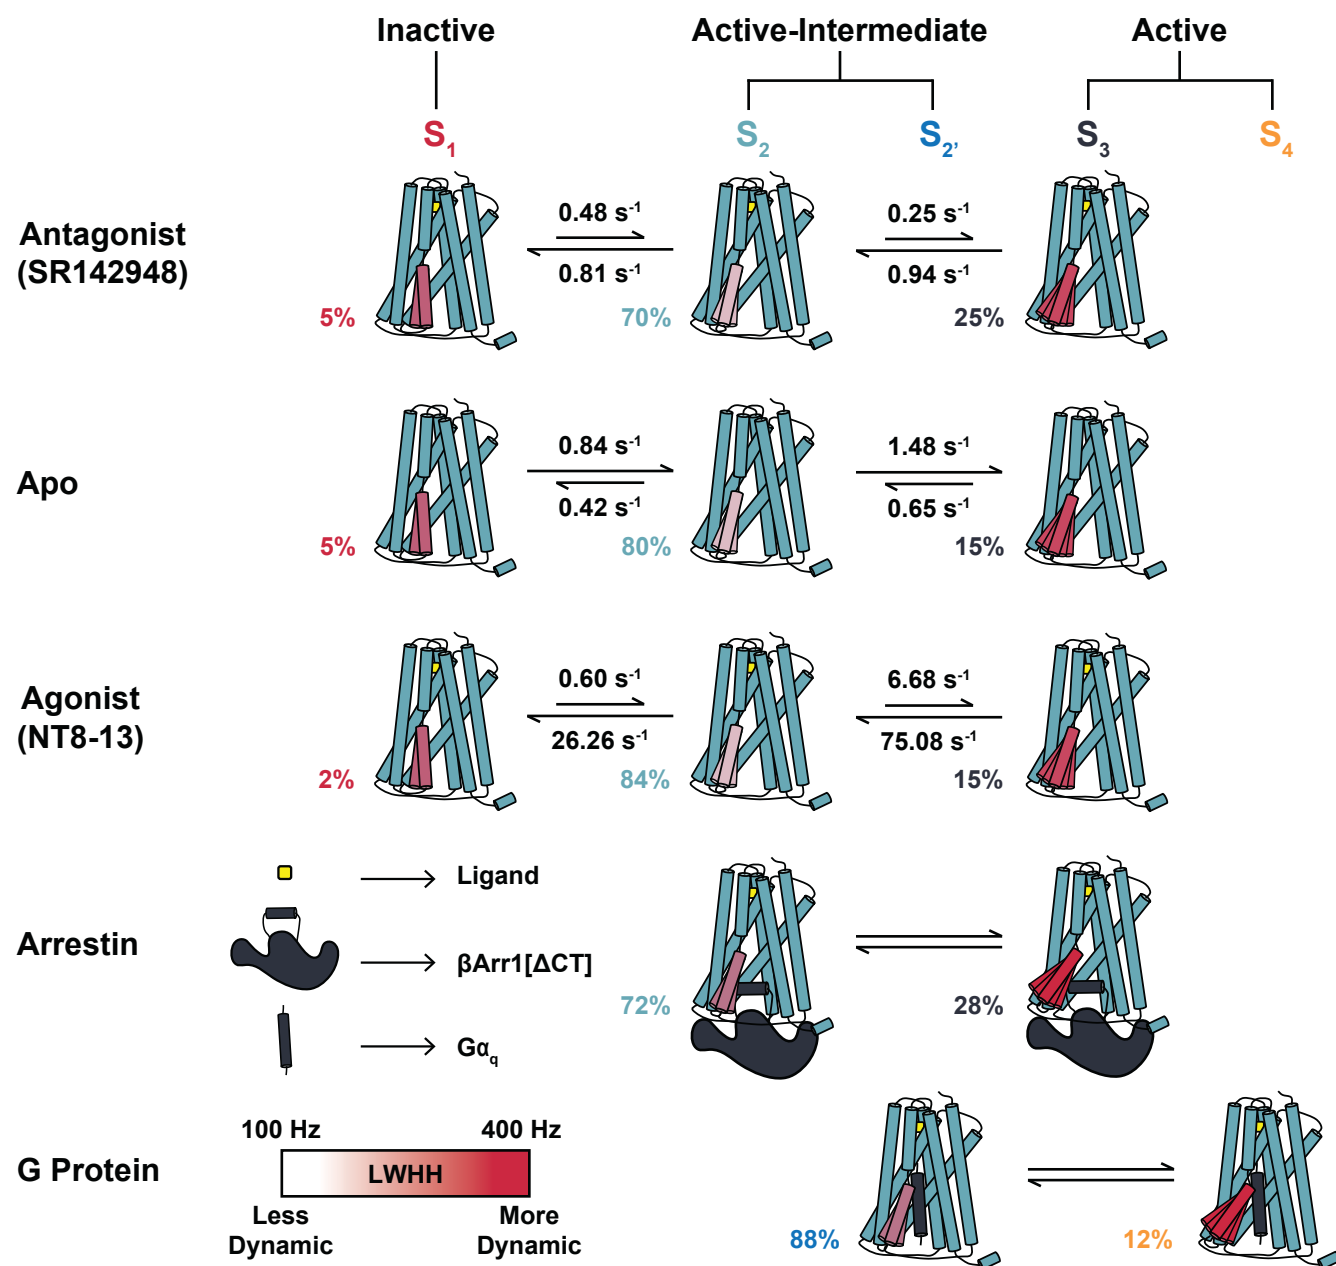 Inactive
Active-Intermediate
Active
S1
S2
S2'
S3
S4
Antagonist
(SR142948)
0.48 s-1
0.81 s-1
0.25 s-1
0.94 s-1
5%
70%
25%
Apo
0.84 s-1
0.42 s-1
1.48 s-1
0.65 s-1
5%
80%
15%
Agonist
(NT8-13)
0.60 s-1
26.26 s-1
6.68 s-1
75.08 s-1
2%
84%
15%
Arrestin
Ligand
βArr1[ΔCT]
Gαq
72%
28%
G Protein
100 Hz
400 Hz
LWHH
Less
Dynamic
More
Dynamic
88%
12%